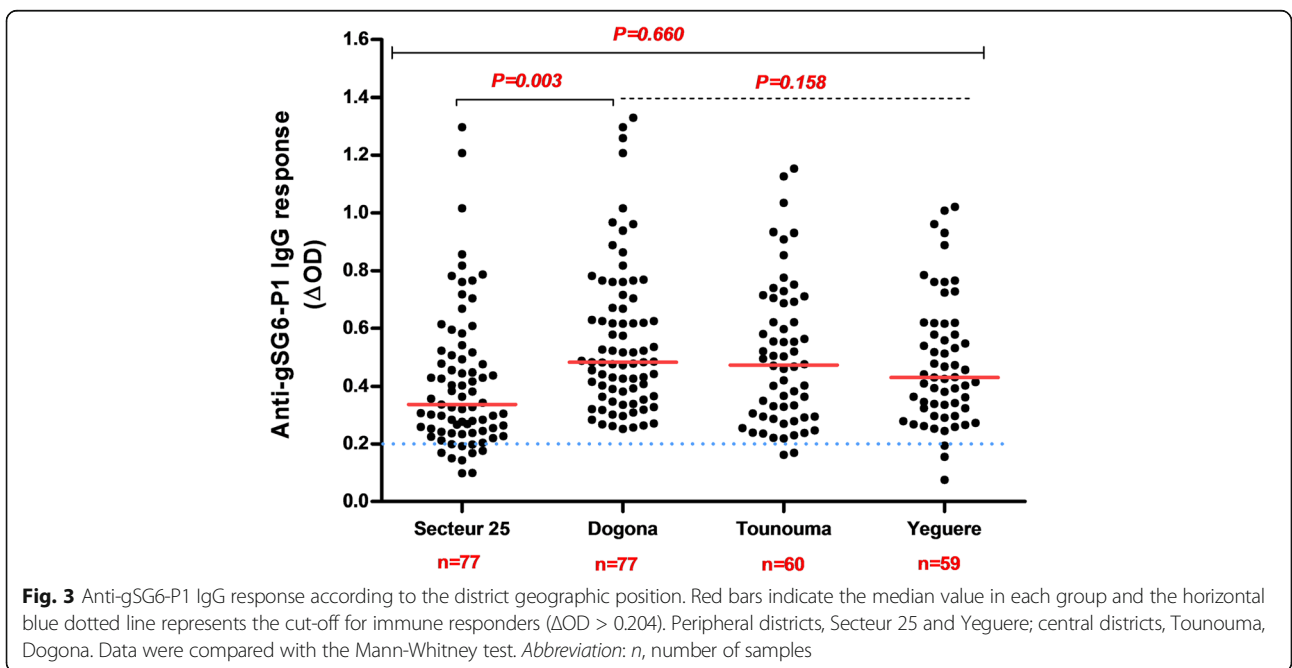 P=0.660
P=0.003
P=0.158
Anti-gSG6-P1 IgG response
(ΔOD)
1.6
1.4
1.2
1.0
0.8
0.6
0.4
0.2
0.0
Secteur 25 Dogona Tounouma Yeguere
n=77 n=77 n=60 n=59
Fig. 3 Anti-gSG6-P1 IgG response according to the district geographic position. Red bars indicate the median value in each group and the horizontal
blue dotted line represents the cut-off for immune responders (ΔOD > 0.204). Peripheral districts, Secteur 25 and Yeguere; central districts, Tounouma,
Dogona. Data were compared with the Mann-Whitney test. Abbreviation: n, number of samples